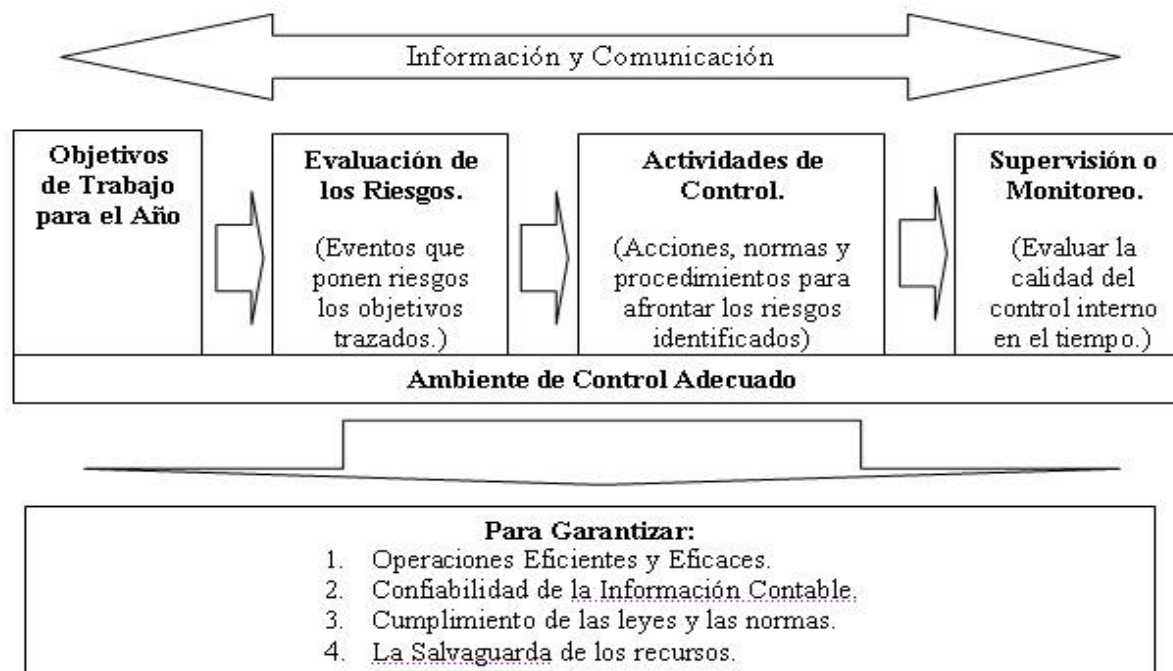 Información y Comunicación
Objetivos
de Trabajo
para el Año
Evaluación de
los Riesgos.
(Eventos que
ponen riesgos
los objetivos
trazados.)
Actividades de
Control.
(Acciones, normas y
procedimientos para
afrontar los riesgos
identificados)
Supervisión o
Monitoreo.
(Evaluar la
calidad del
control interno
en el tiempo.)
Ambiente de Control Adecuado
Para Garantizar:
1. Operaciones Eficientes y Eficaces.
2. Confiabilidad de la Información Contable.
3. Cumplimiento de las leyes y las normas.
4. La Salvaguarda de los recursos.